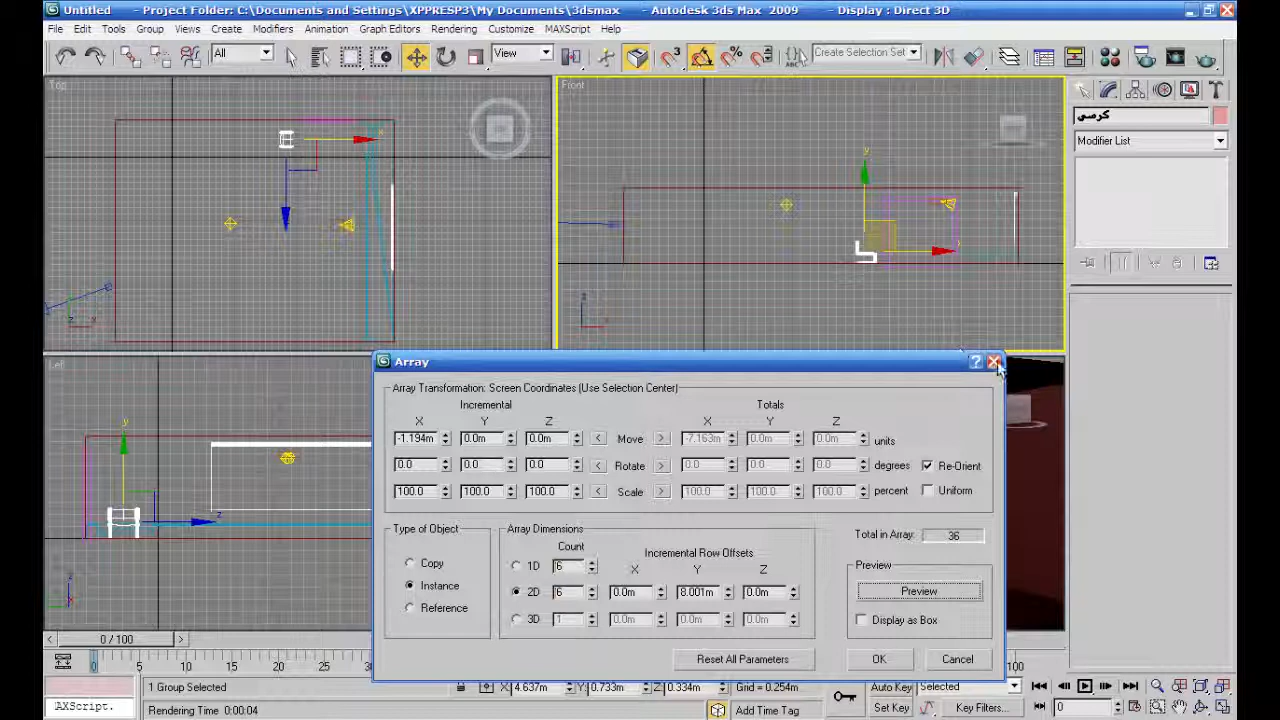 Untitled - Project Folder: C:\Documents and Settings\XPPRESP3\My Documents\3dsmax - Autodesk 3ds Max 2009 - Display : Direct 3D
File Edit Tools Group Views Create Modifiers Animation Graph Editors Rendering Customize MAXScript Help
All View Create Selection Set
Top Front
كرسي
Modifier List
Left
Array
Array Transformation: Screen Coordinates (Use Selection Center)
Incremental Totals
X Y Z X Y Z
-1.194m 0.0m 0.0m < Move > -7.163m 0.0m 0.0m units
0.0 0.0 0.0 < Rotate > 0.0 0.0 0.0 degrees Re-Orient
100.0 100.0 100.0 < Scale > 100.0 100.0 100.0 percent Uniform
Type of Object Array Dimensions
Count Incremental Row Offsets Total in Array: 36
Copy 1D 6 X Y Z Preview
Instance 2D 6 0.0m 8.001m 0.0m Preview
Reference 3D 1 0.0m 0.0m 0.0m Display as Box
Reset All Parameters OK Cancel
0 / 100
0 5 10 15 20 25 100
1 Group Selected X: 4.637m Y: 0.733m Z: 0.334m Grid = 0.254m Auto Key Selected
AXScript. Rendering Time 0:00:04 Add Time Tag Set Key Key Filters... 0